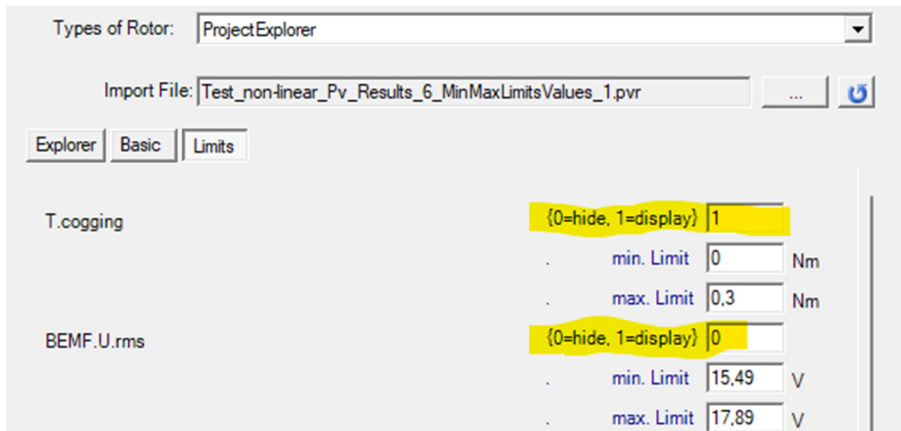 Types of Rotor: ProjectExplorer
Import File: Test_non-linear_Pv_Results_6_MinMaxLimitsValues_1.pvr ...
Explorer Basic Limits
T.cogging {0=hide, 1=display} 1
. min. Limit 0 Nm
. max. Limit 0,3 Nm
BEMF.U.rms {0=hide, 1=display} 0
. min. Limit 15,49 V
. max. Limit 17,89 V